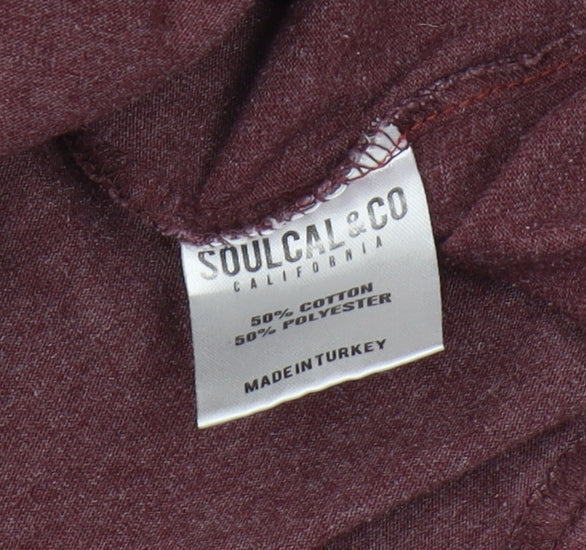 SOULCAL&CO
CALIFORNIA
50% COTTON
50% POLYESTER
MADE IN TURKEY